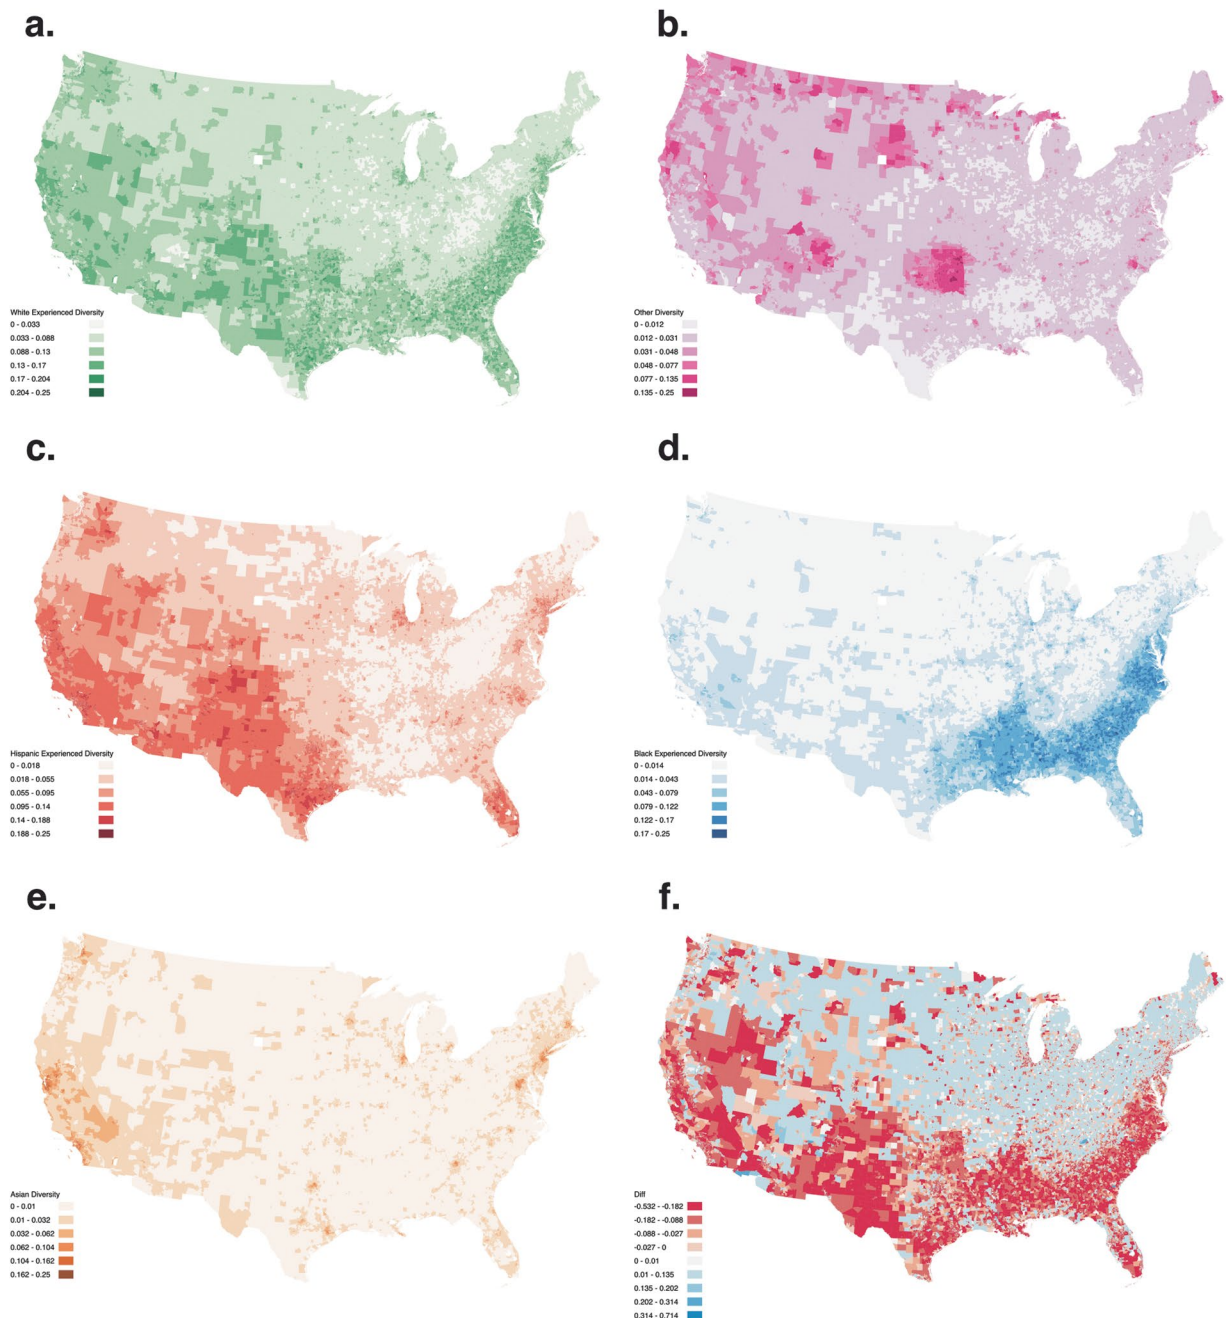 a.
White Experienced Diversity
0 - 0.033
0.033 - 0.088
0.088 - 0.13
0.13 - 0.17
0.17 - 0.204
0.204 - 0.25
b.
Other Diversity
0 - 0.012
0.012 - 0.031
0.031 - 0.048
0.048 - 0.077
0.077 - 0.135
0.135 - 0.25
c.
Hispanic Experienced Diversity
0 - 0.018
0.018 - 0.055
0.055 - 0.095
0.095 - 0.14
0.14 - 0.188
0.188 - 0.25
d.
Black Experienced Diversity
0 - 0.014
0.014 - 0.043
0.043 - 0.079
0.079 - 0.122
0.122 - 0.17
0.17 - 0.25
e.
Asian Diversity
0 - 0.01
0.01 - 0.032
0.032 - 0.062
0.062 - 0.104
0.104 - 0.162
0.162 - 0.25
f.
Diff
-0.532 - -0.182
-0.182 - -0.088
-0.088 - -0.027
-0.027 - 0
0 - 0.01
0.01 - 0.135
0.135 - 0.202
0.202 - 0.314
0.314 - 0.714